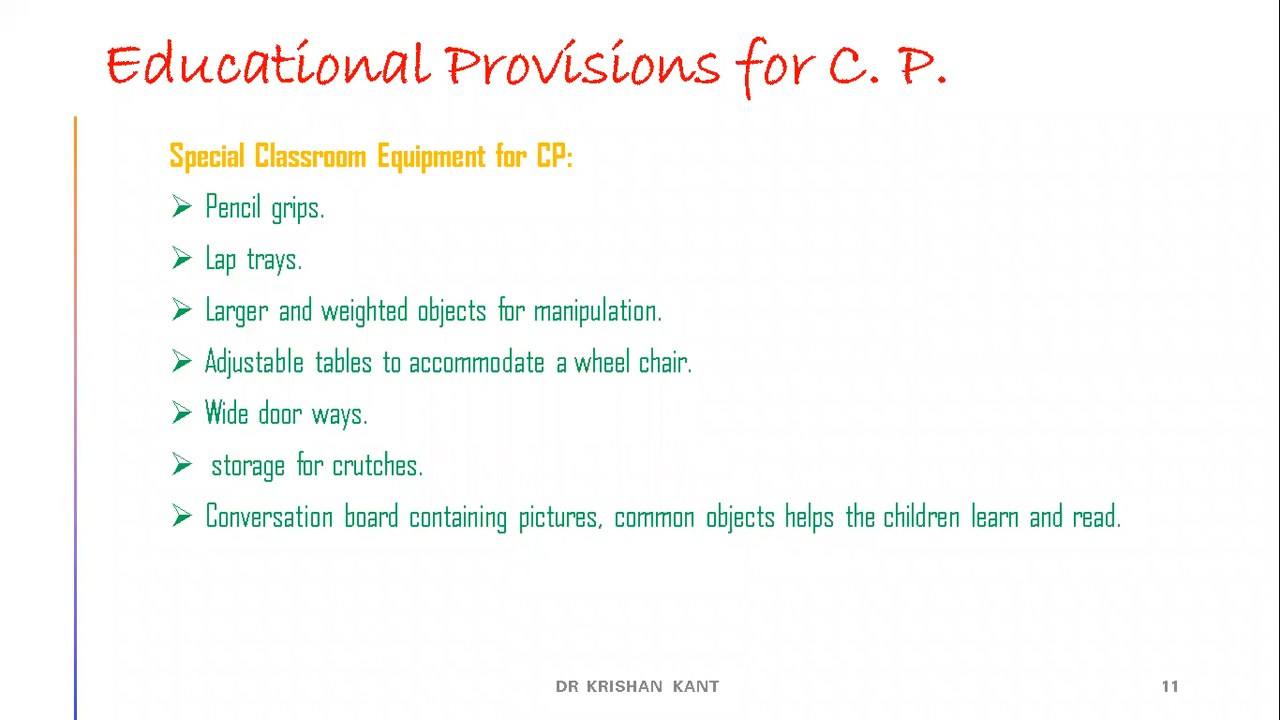 Educational Provisions for C. P.
Special Classroom Equipment for CP:
➢ Pencil grips.
➢ Lap trays.
➢ Larger and weighted objects for manipulation.
➢ Adjustable tables to accommodate a wheel chair.
➢ Wide door ways.
➢ storage for crutches.
➢ Conversation board containing pictures, common objects helps the children learn and read.
DR KRISHAN KANT
11